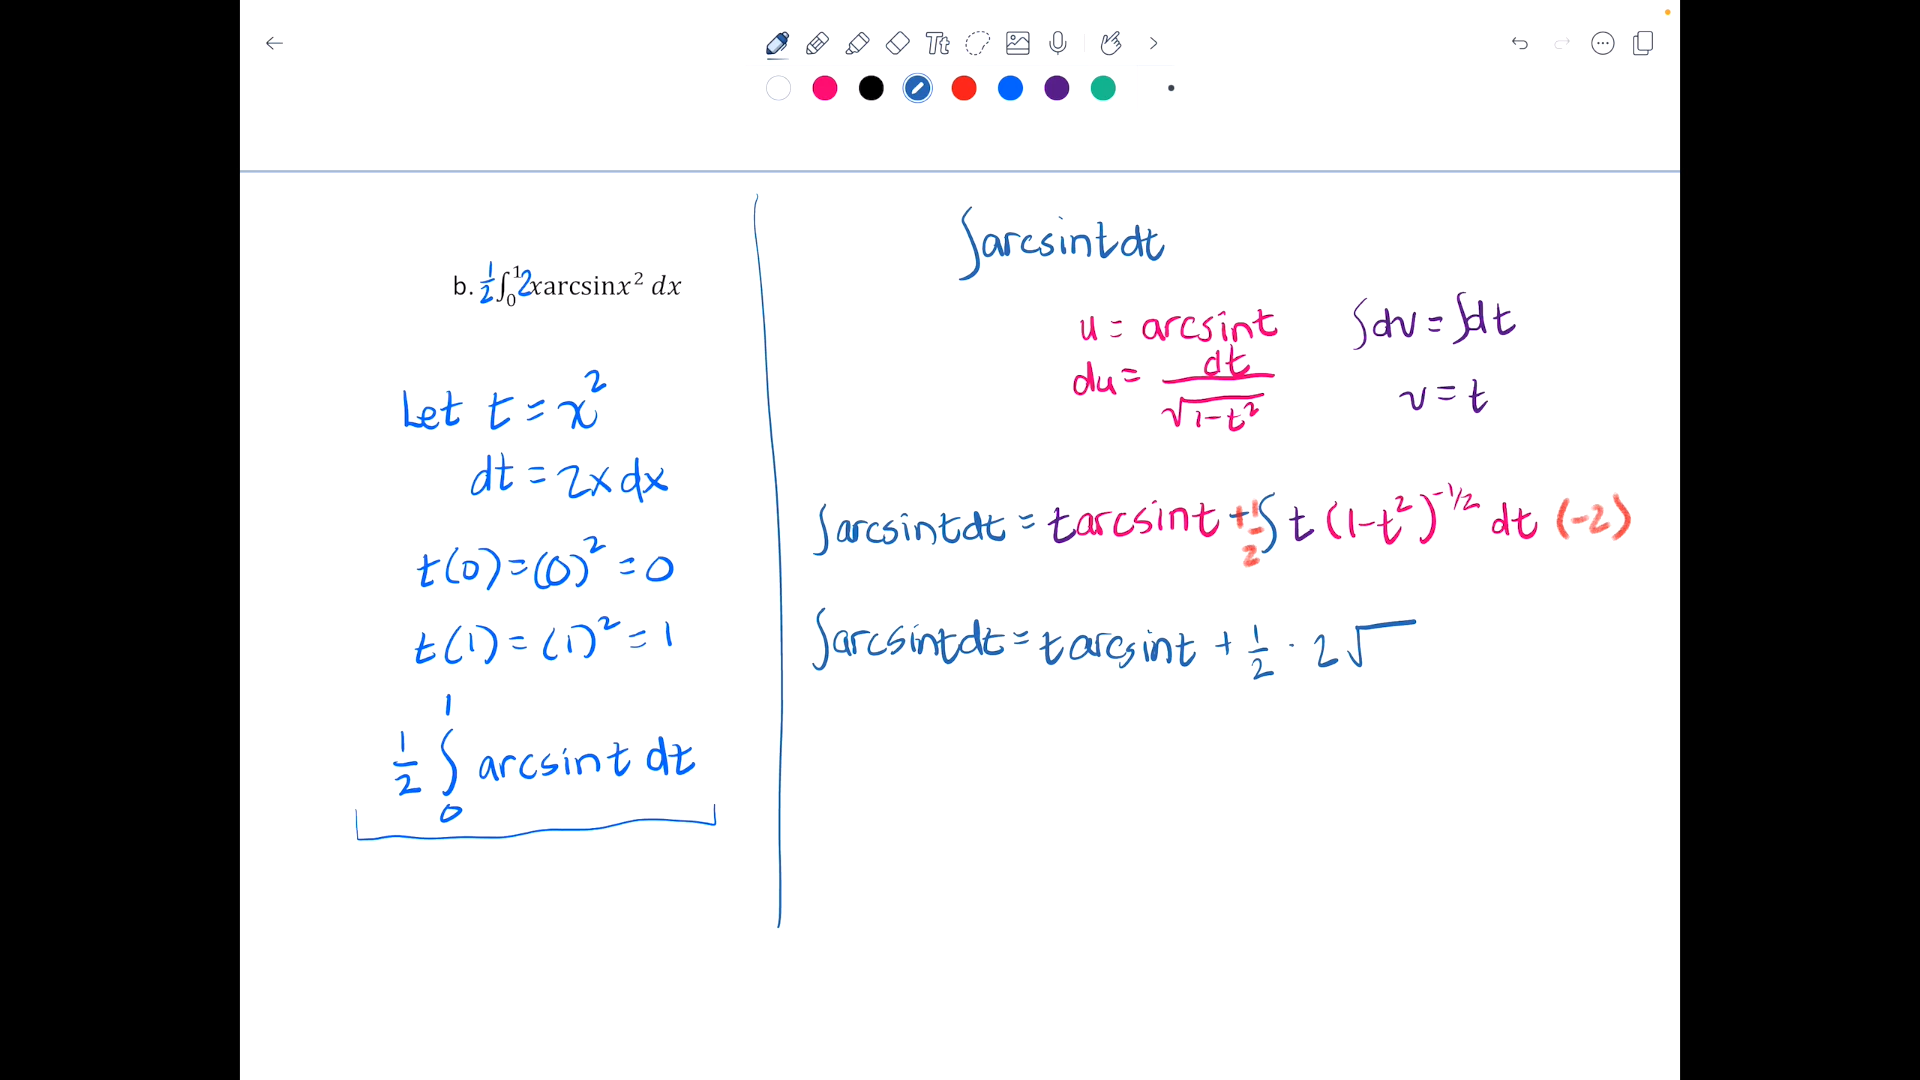 Tt
b. ½∫₀¹ 2xarcsinx² dx
Let t = x²
dt = 2x dx
t(0) = (0)² = 0
t(1) = (1)² = 1
½ ∫₀¹ arcsint dt
∫arcsintdt
u = arcsint
du = dt/√(1-t²)
∫dv = ∫dt
v = t
∫arcsintdt = tarcsint + ½∫ t (1-t²)^(-1/2) dt (-2)
∫arcsintdt = tarcsint + ½ · 2√